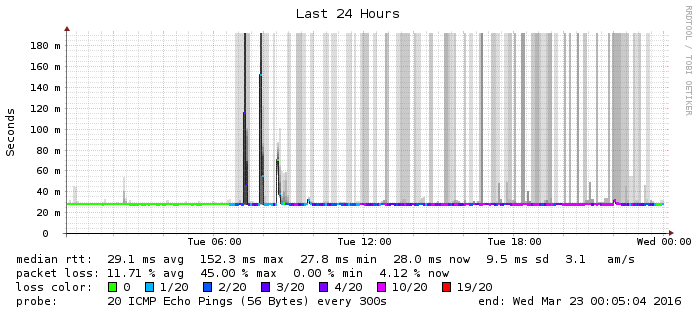 Last 24 Hours
RRDTOOL / TOBI OETIKER
Seconds
180 m
160 m
140 m
120 m
100 m
80 m
60 m
40 m
20 m
0
Tue 06:00 Tue 12:00 Tue 18:00 Wed 00:00
median rtt: 29.1 ms avg 152.3 ms max 27.8 ms min 28.0 ms now 9.5 ms sd 3.1 am/s
packet loss: 11.71 % avg 45.00 % max 0.00 % min 4.12 % now
loss color: 0 1/20 2/20 3/20 4/20 10/20 19/20
probe: 20 ICMP Echo Pings (56 Bytes) every 300s end: Wed Mar 23 00:05:04 2016